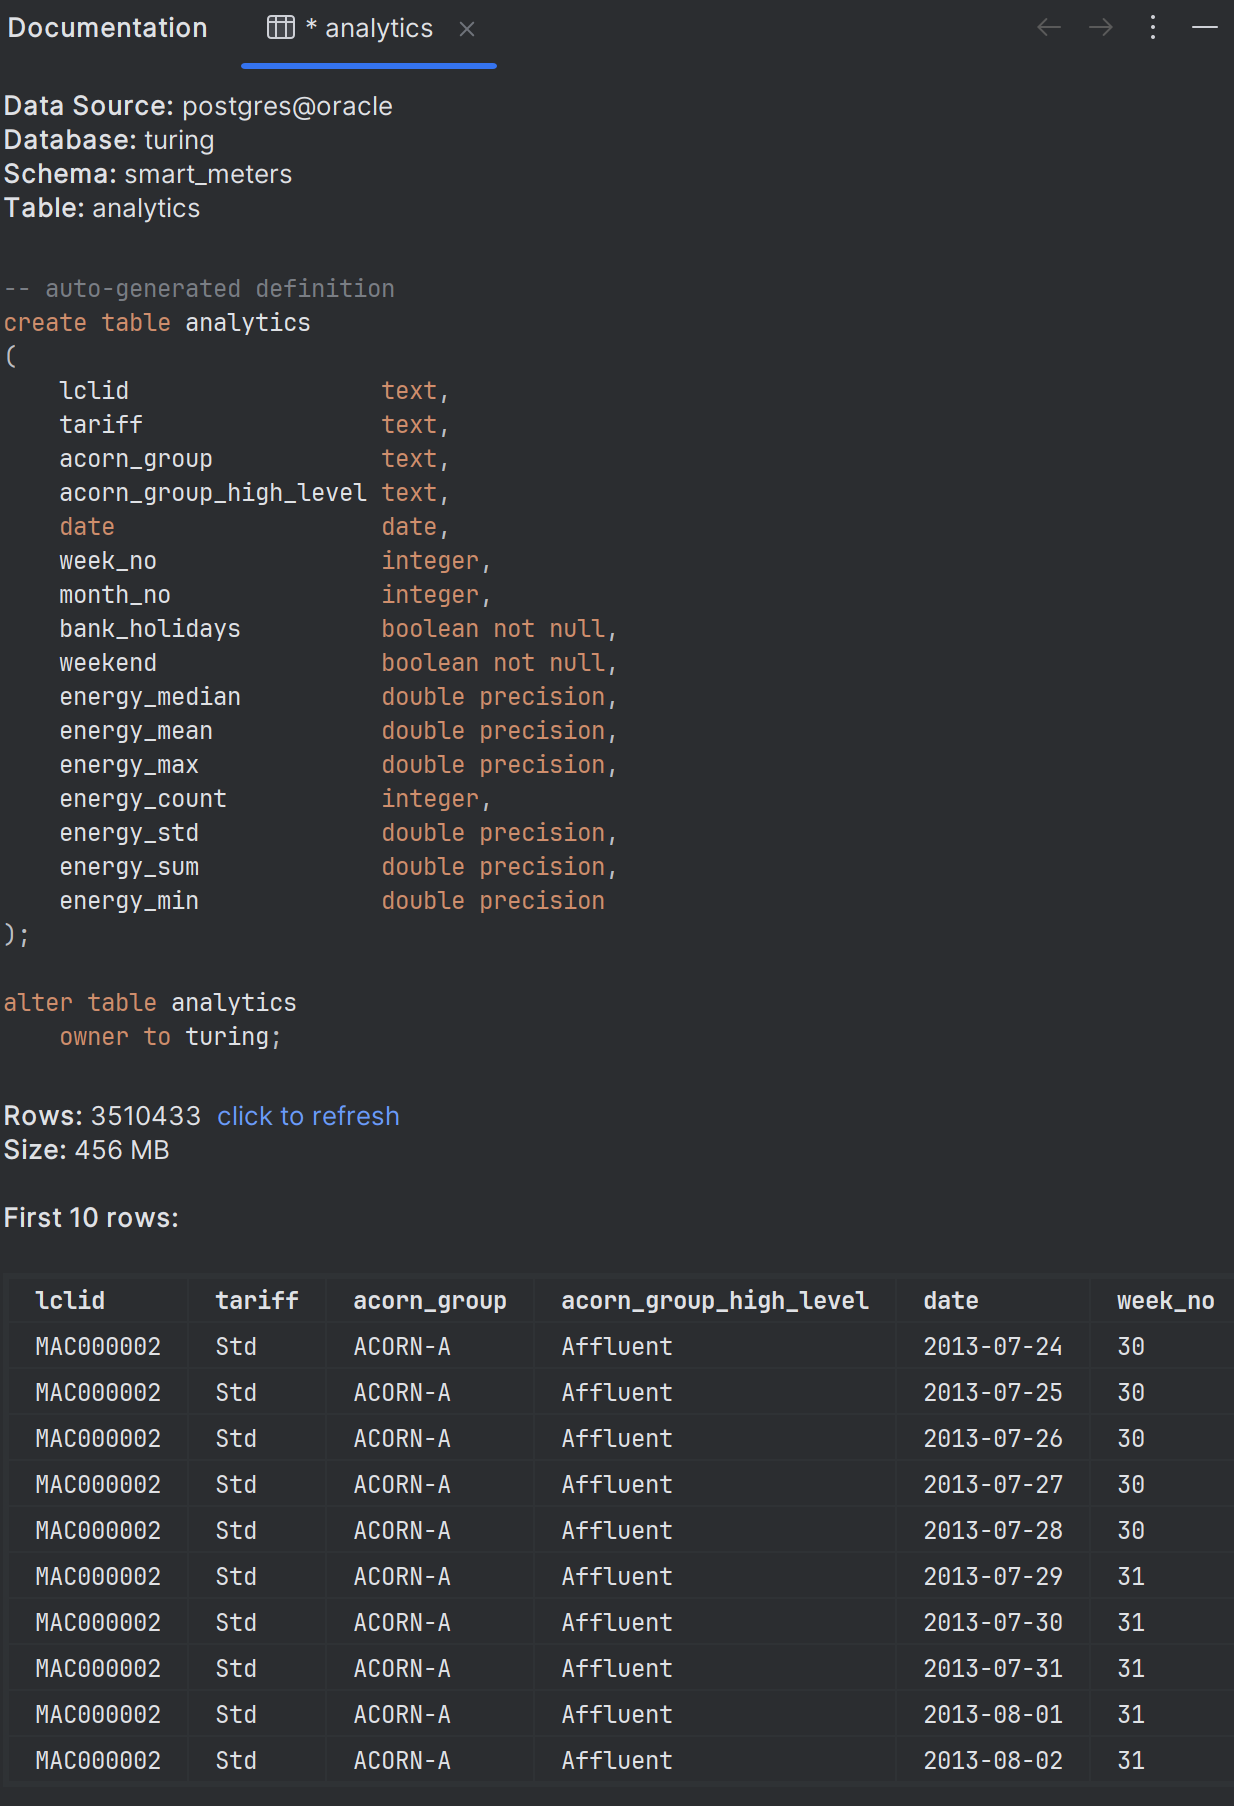 Documentation * analytics
Data Source: postgres@oracle
Database: turing
Schema: smart_meters
Table: analytics
-- auto-generated definition
create table analytics
(
    lclid                  text,
    tariff                 text,
    acorn_group            text,
    acorn_group_high_level text,
    date                   date,
    week_no                integer,
    month_no               integer,
    bank_holidays          boolean not null,
    weekend                boolean not null,
    energy_median          double precision,
    energy_mean            double precision,
    energy_max             double precision,
    energy_count           integer,
    energy_std             double precision,
    energy_sum             double precision,
    energy_min             double precision
);
alter table analytics
    owner to turing;
Rows: 3510433 click to refresh
Size: 456 MB
First 10 rows:
lclid tariff acorn_group acorn_group_high_level date week_no
MAC000002 Std ACORN-A Affluent 2013-07-24 30
MAC000002 Std ACORN-A Affluent 2013-07-25 30
MAC000002 Std ACORN-A Affluent 2013-07-26 30
MAC000002 Std ACORN-A Affluent 2013-07-27 30
MAC000002 Std ACORN-A Affluent 2013-07-28 30
MAC000002 Std ACORN-A Affluent 2013-07-29 31
MAC000002 Std ACORN-A Affluent 2013-07-30 31
MAC000002 Std ACORN-A Affluent 2013-07-31 31
MAC000002 Std ACORN-A Affluent 2013-08-01 31
MAC000002 Std ACORN-A Affluent 2013-08-02 31